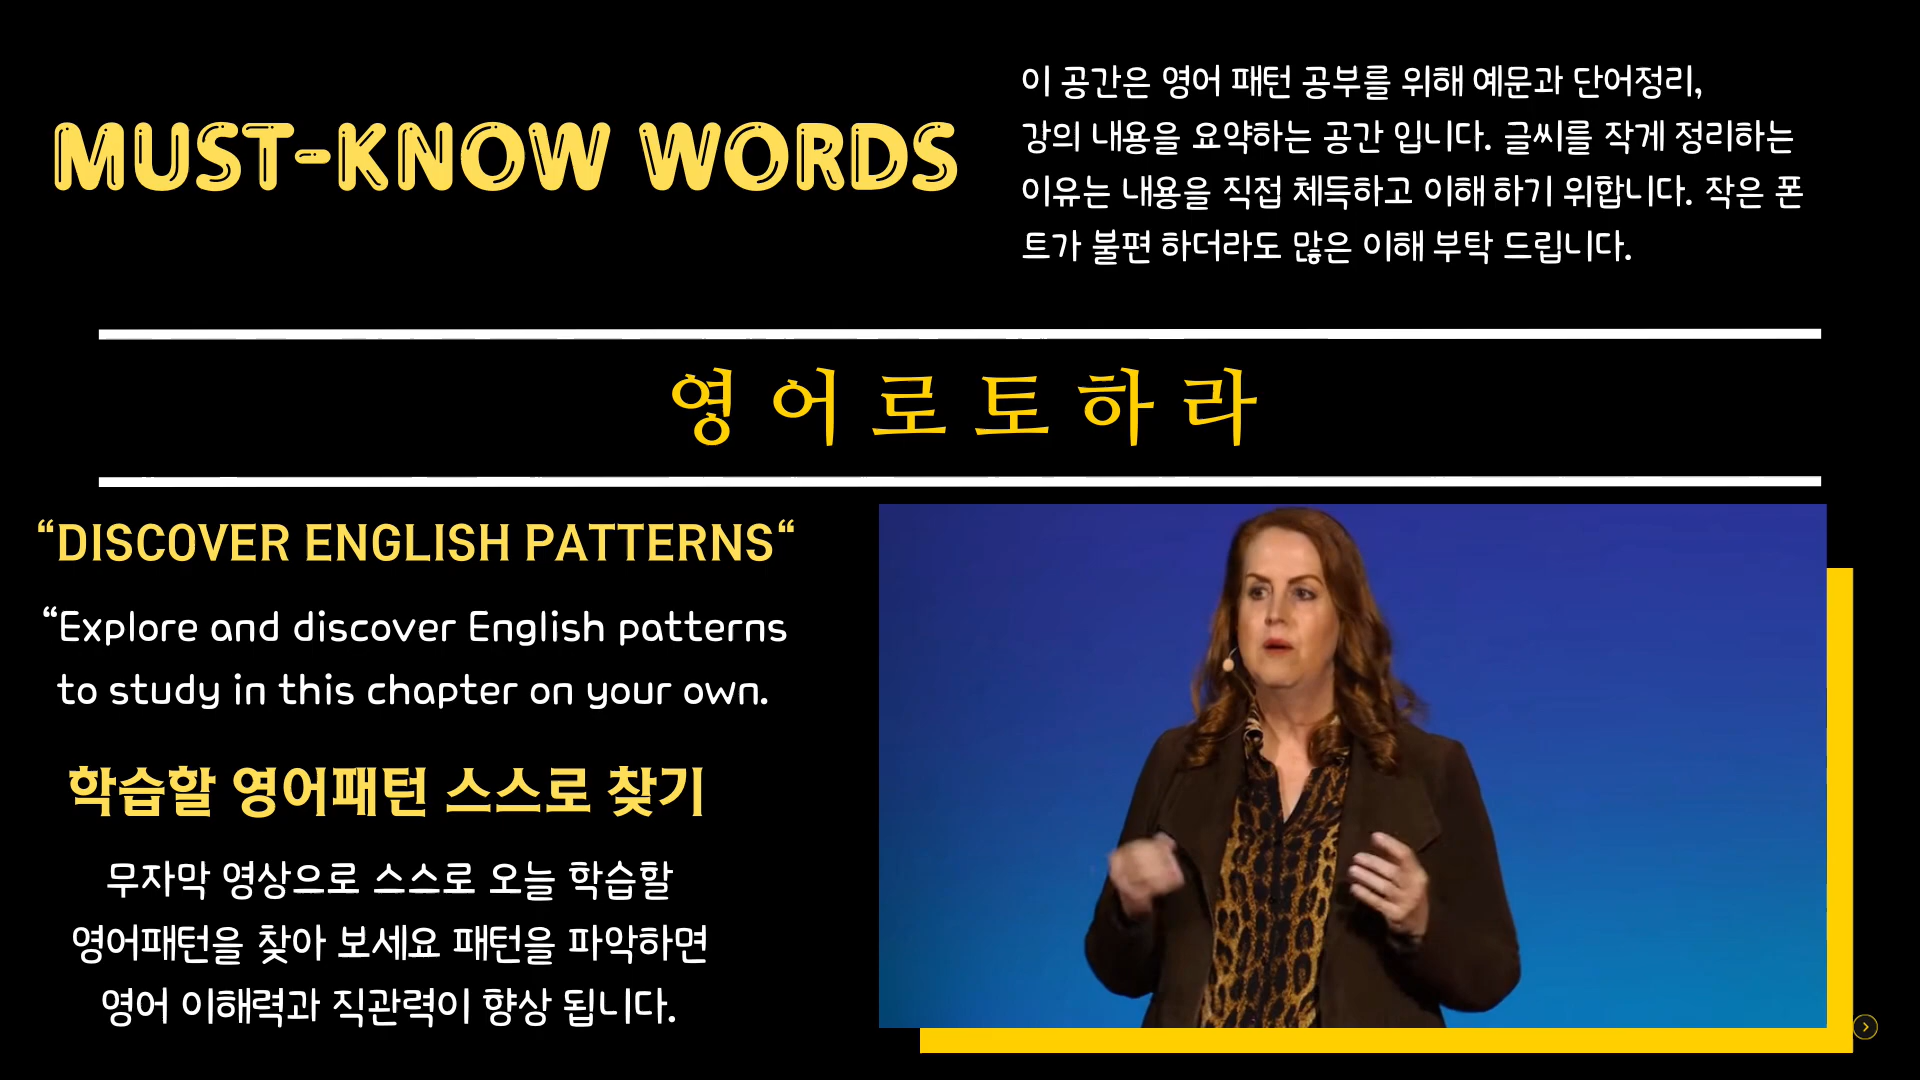 MUST-KNOW WORDS
이 공간은 영어 패턴 공부를 위해 예문과 단어정리,
강의 내용을 요약하는 공간 입니다. 글씨를 작게 정리하는
이유는 내용을 직접 체득하고 이해 하기 위합니다. 작은 폰
트가 불편 하더라도 많은 이해 부탁 드립니다.
영어로토하라
“DISCOVER ENGLISH PATTERNS“
“Explore and discover English patterns
to study in this chapter on your own.
학습할 영어패턴 스스로 찾기
무자막 영상으로 스스로 오늘 학습할
영어패턴을 찾아 보세요 패턴을 파악하면
영어 이해력과 직관력이 향상 됩니다.